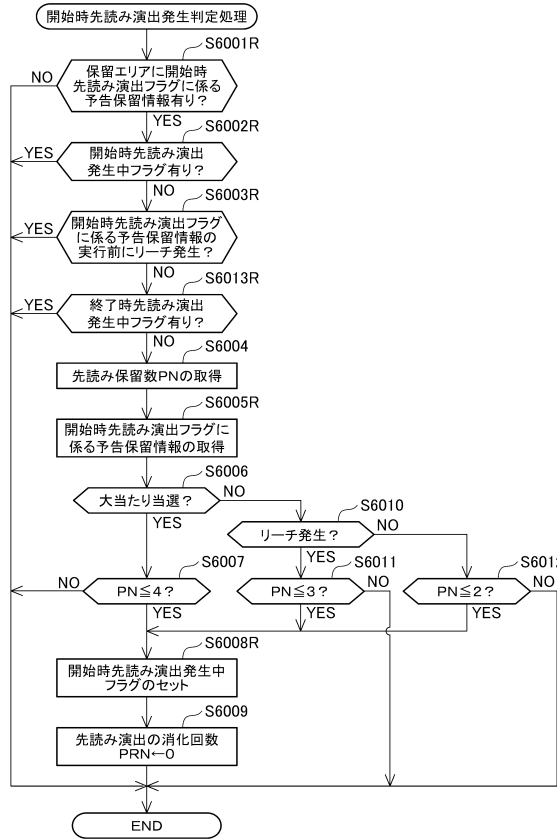 開始時先読み演出発生判定処理
S6001R
保留エリアに開始時
先読み演出フラグに係る
予告保留情報有り?
NO
YES
S6002R
開始時先読み演出
発生中フラグ有り?
YES
NO
S6003R
開始時先読み演出フラグ
に係る予告保留情報の
実行前にリーチ発生?
YES
NO
S6013R
終了時先読み演出
発生中フラグ有り?
YES
NO
S6004
先読み保留数PNの取得
S6005R
開始時先読み演出フラグに
係る予告保留情報の取得
S6006
大当たり当選?
NO
YES
S6010
リーチ発生?
NO
YES
S6007
PN≦4?
NO
YES
S6011
PN≦3?
NO
YES
S6012
PN≦2?
NO
YES
S6008R
開始時先読み演出発生中
フラグのセット
S6009
先読み演出の消化回数
PRN←0
END